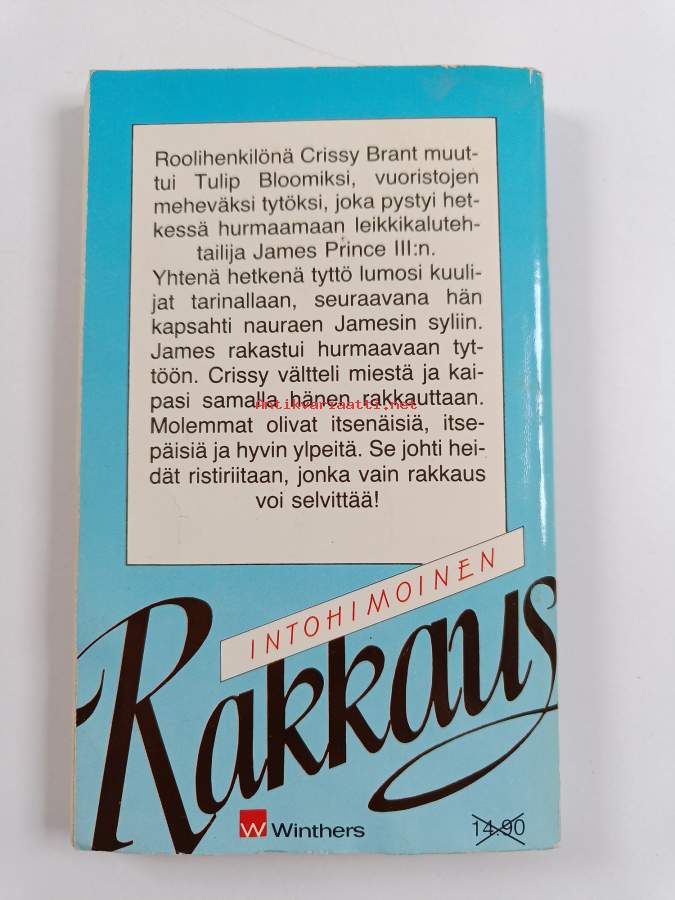 Roolihenkilönä Crissy Brant muut-
tui Tulip Bloomiksi, vuoristojen
meheväksi tytöksi, joka pystyi het-
kessä hurmaamaan leikkikaluteh-
tailija James Prince III:n.
Yhtenä hetkenä tyttö lumosi kuuli-
jat tarinallaan, seuraavana hän
kapsahti nauraen Jamesin syliin.
James rakastui hurmaavaan tyt-
töön. Crissy vältteli miestä ja kai-
pasi samalla hänen rakkauttaan.
Antikvariaatti.net
Molemmat olivat itsenäisiä, itse-
päisiä ja hyvin ylpeitä. Se johti hei-
dät ristiriitaan, jonka vain rakkaus
voi selvittää!
INTOHIMOINEN
Rakkaus
W Winthers
14.90